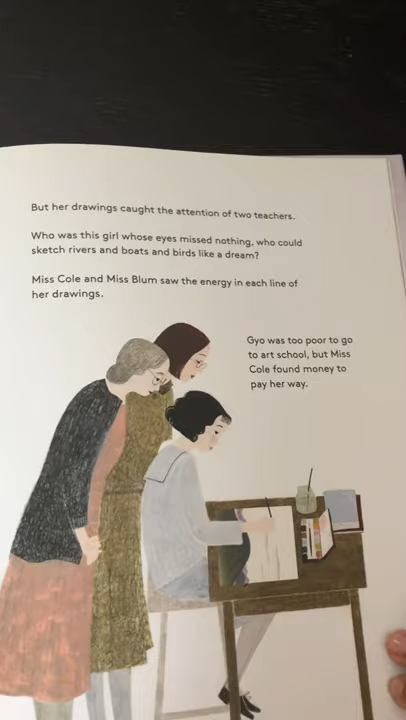 But her drawings caught the attention of two teachers.
Who was this girl whose eyes missed nothing, who could
sketch rivers and boats and birds like a dream?
Miss Cole and Miss Blum saw the energy in each line of
her drawings.
Gyo was too poor to go
to art school, but Miss
Cole found money to
pay her way.